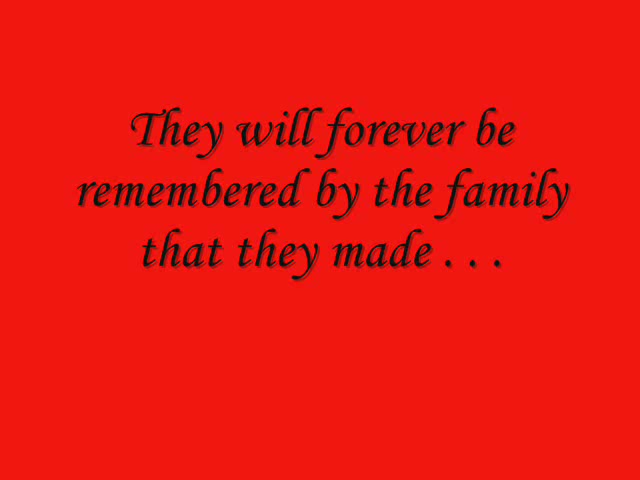 They will forever be
remembered by the family
that they made . . .